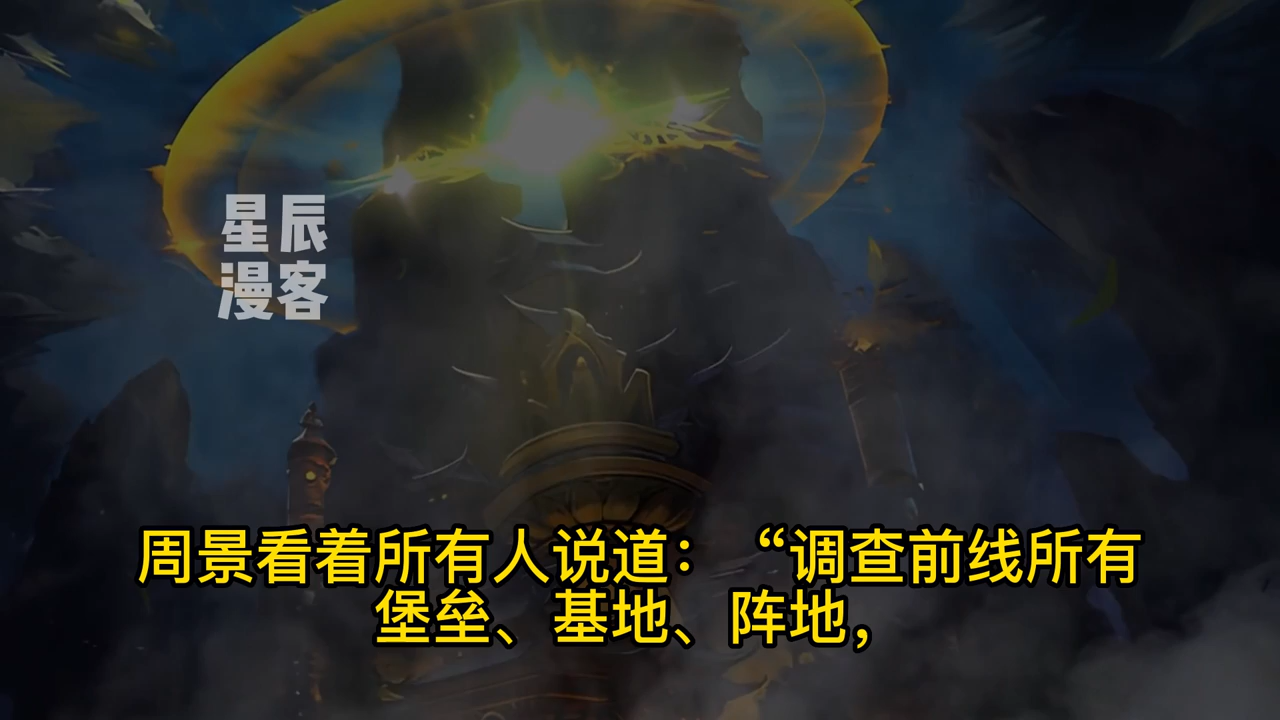 星辰
漫客
周景看着所有人说道：“调查前线所有
堡垒、基地、阵地，